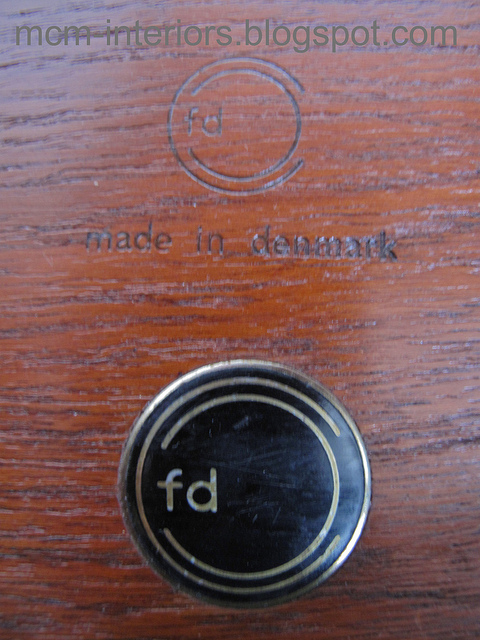 mcm-interiors.blogspot.com
fd
made in denmark
fd